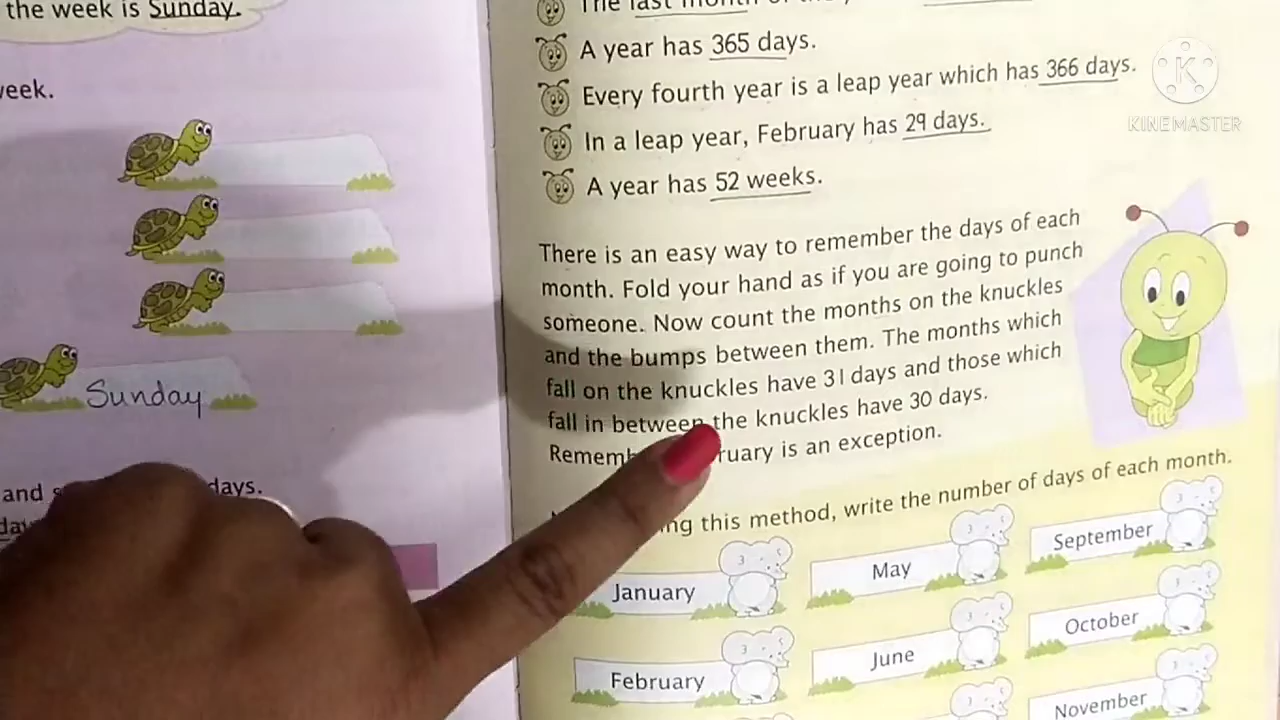 the week is Sunday.
week.
Sunday
and days.
The last month of the
A year has 365 days.
Every fourth year is a leap year which has 366 days.
In a leap year, February has 29 days.
A year has 52 weeks.
There is an easy way to remember the days of each
month. Fold your hand as if you are going to punch
someone. Now count the months on the knuckles
and the bumps between them. The months which
fall on the knuckles have 31 days and those which
fall in between the knuckles have 30 days.
is an exception.
this method, write the number of days of each month.
January
May
September
February
June
October
November
KINEMASTER